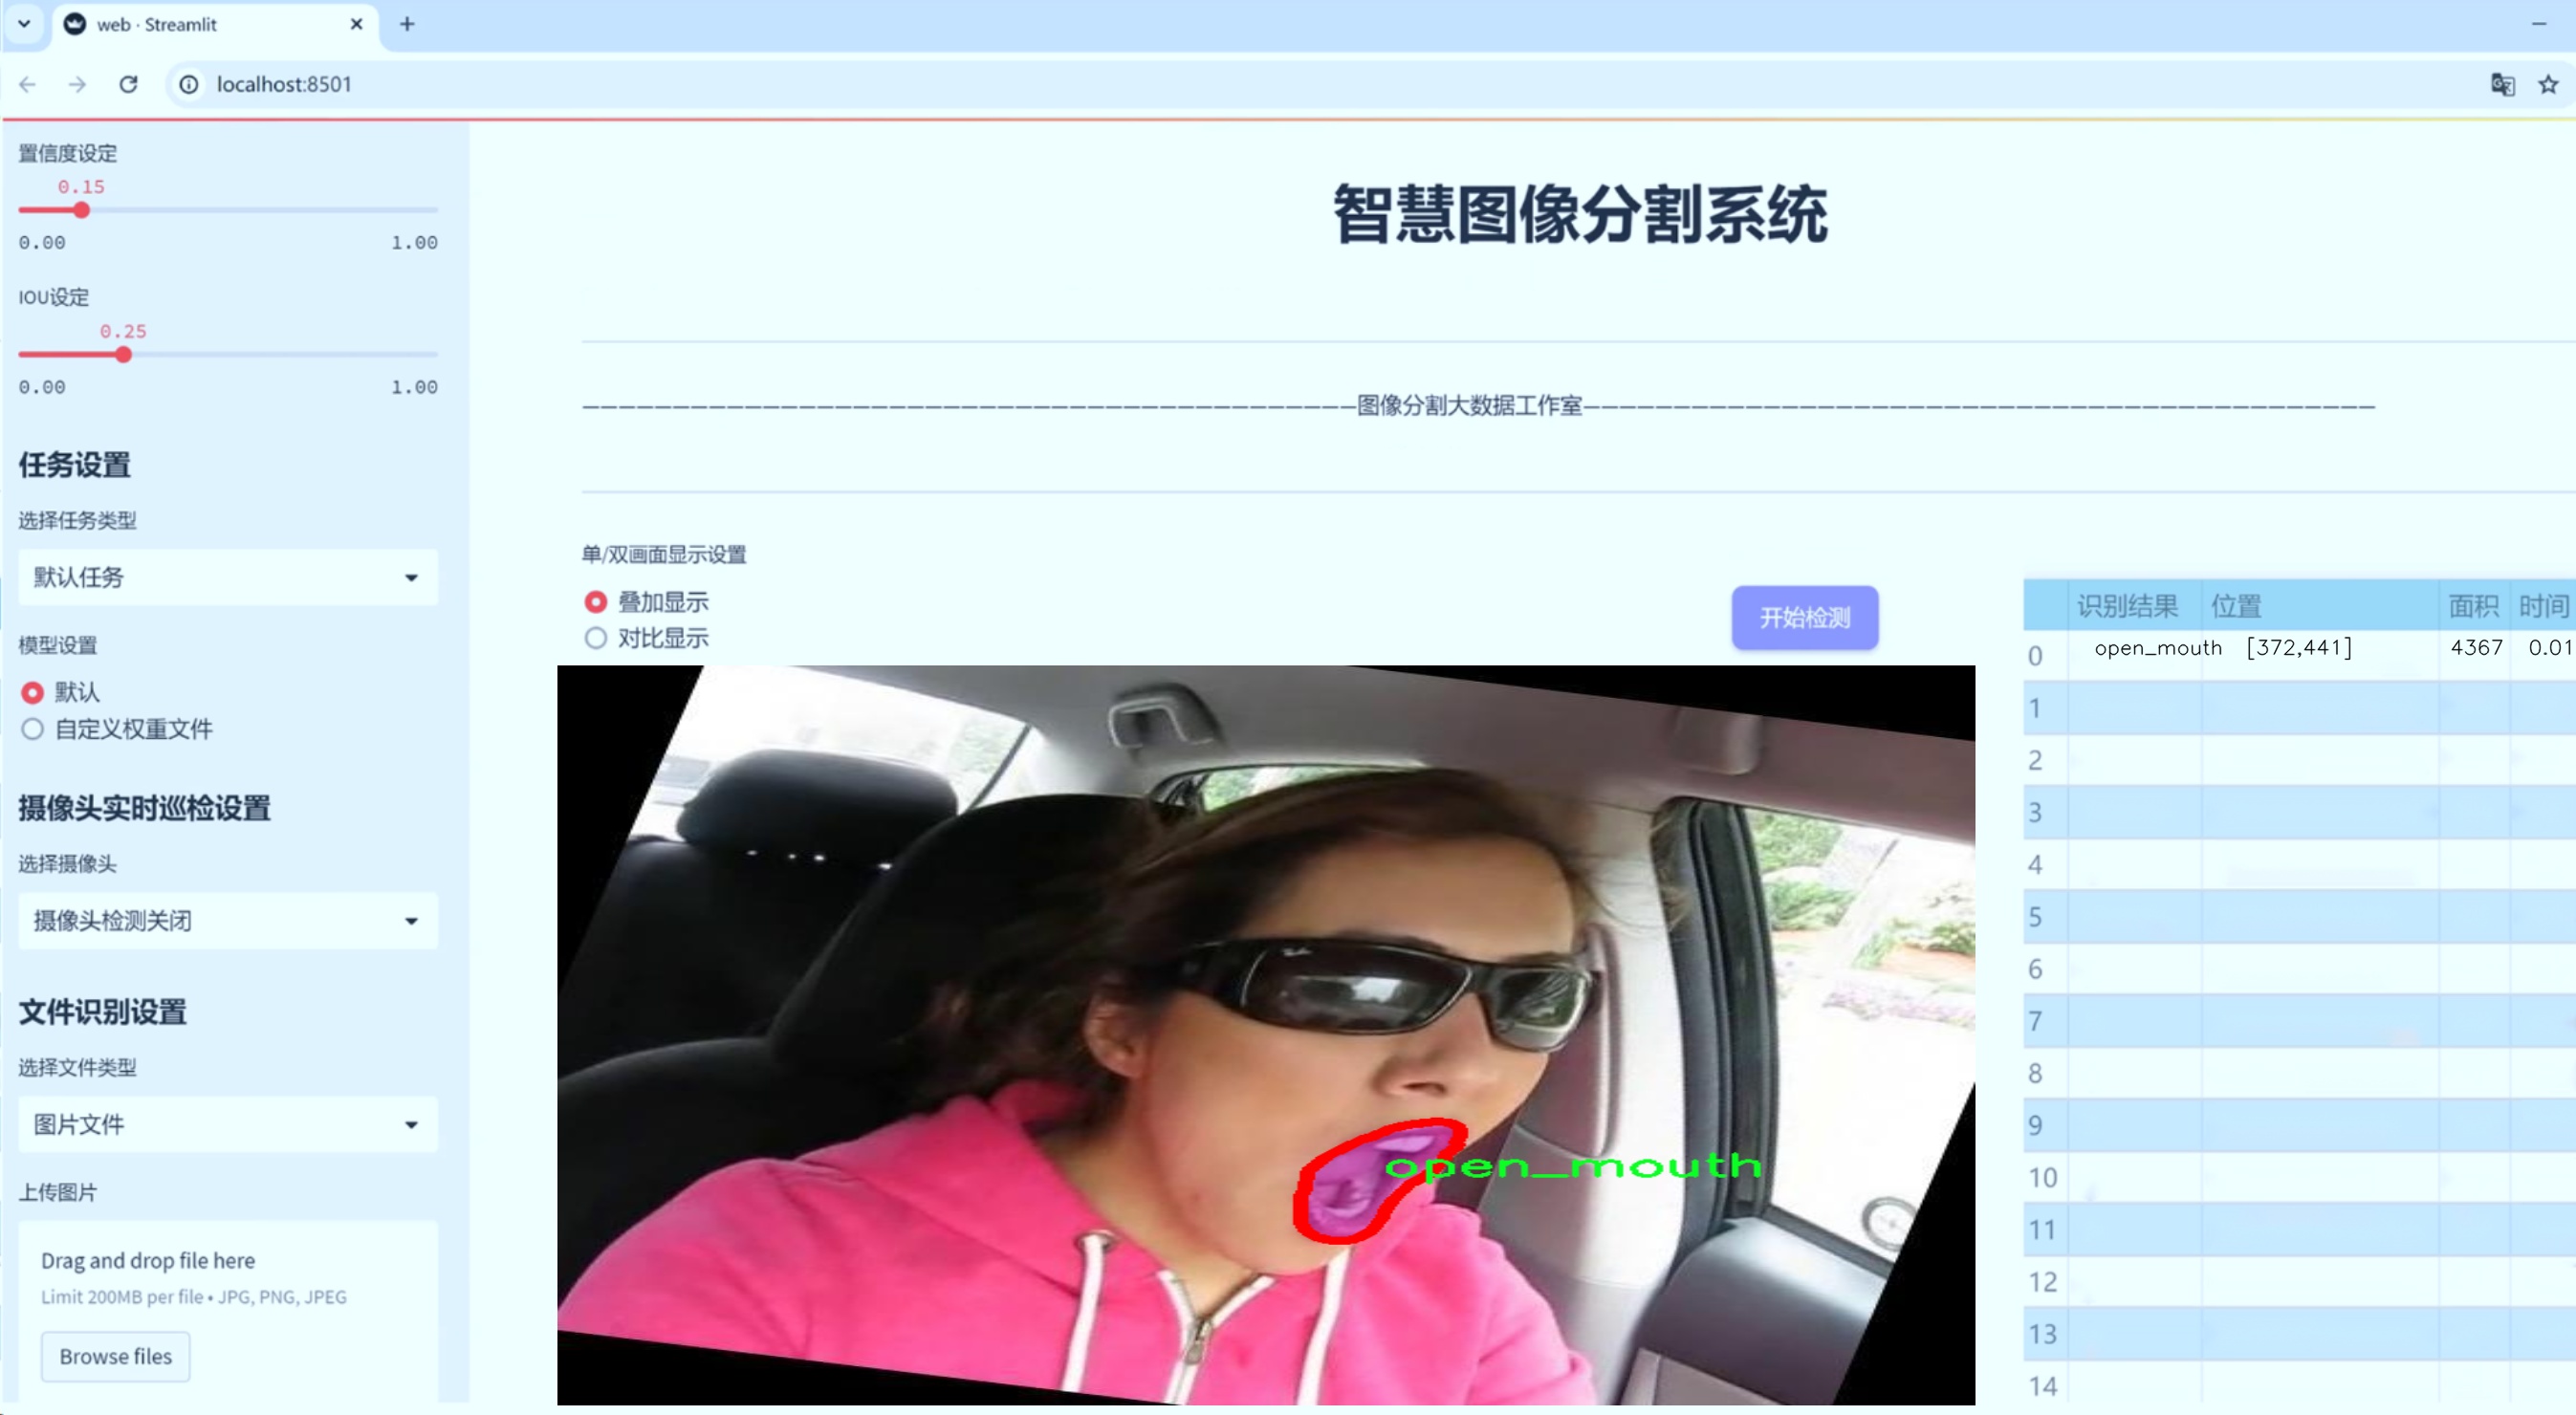 web · Streamlit
localhost:8501
置信度设定
0.15
0.00 1.00
IOU设定
0.25
0.00 1.00
任务设置
选择任务类型
默认任务
模型设置
默认
自定义权重文件
摄像头实时巡检设置
选择摄像头
摄像头检测关闭
文件识别设置
选择文件类型
图片文件
上传图片
Drag and drop file here
Limit 200MB per file • JPG, PNG, JPEG
Browse files
智慧图像分割系统
———————————————————————————————————————————图像分割大数据工作室————————————————————————————————————————————
单/双画面显示设置
叠加显示
对比显示
开始检测
open_mouth
识别结果 位置 面积 时间
0 open_mouth [372,441] 4367 0.01
1
2
3
4
5
6
7
8
9
10
11
12
13
14